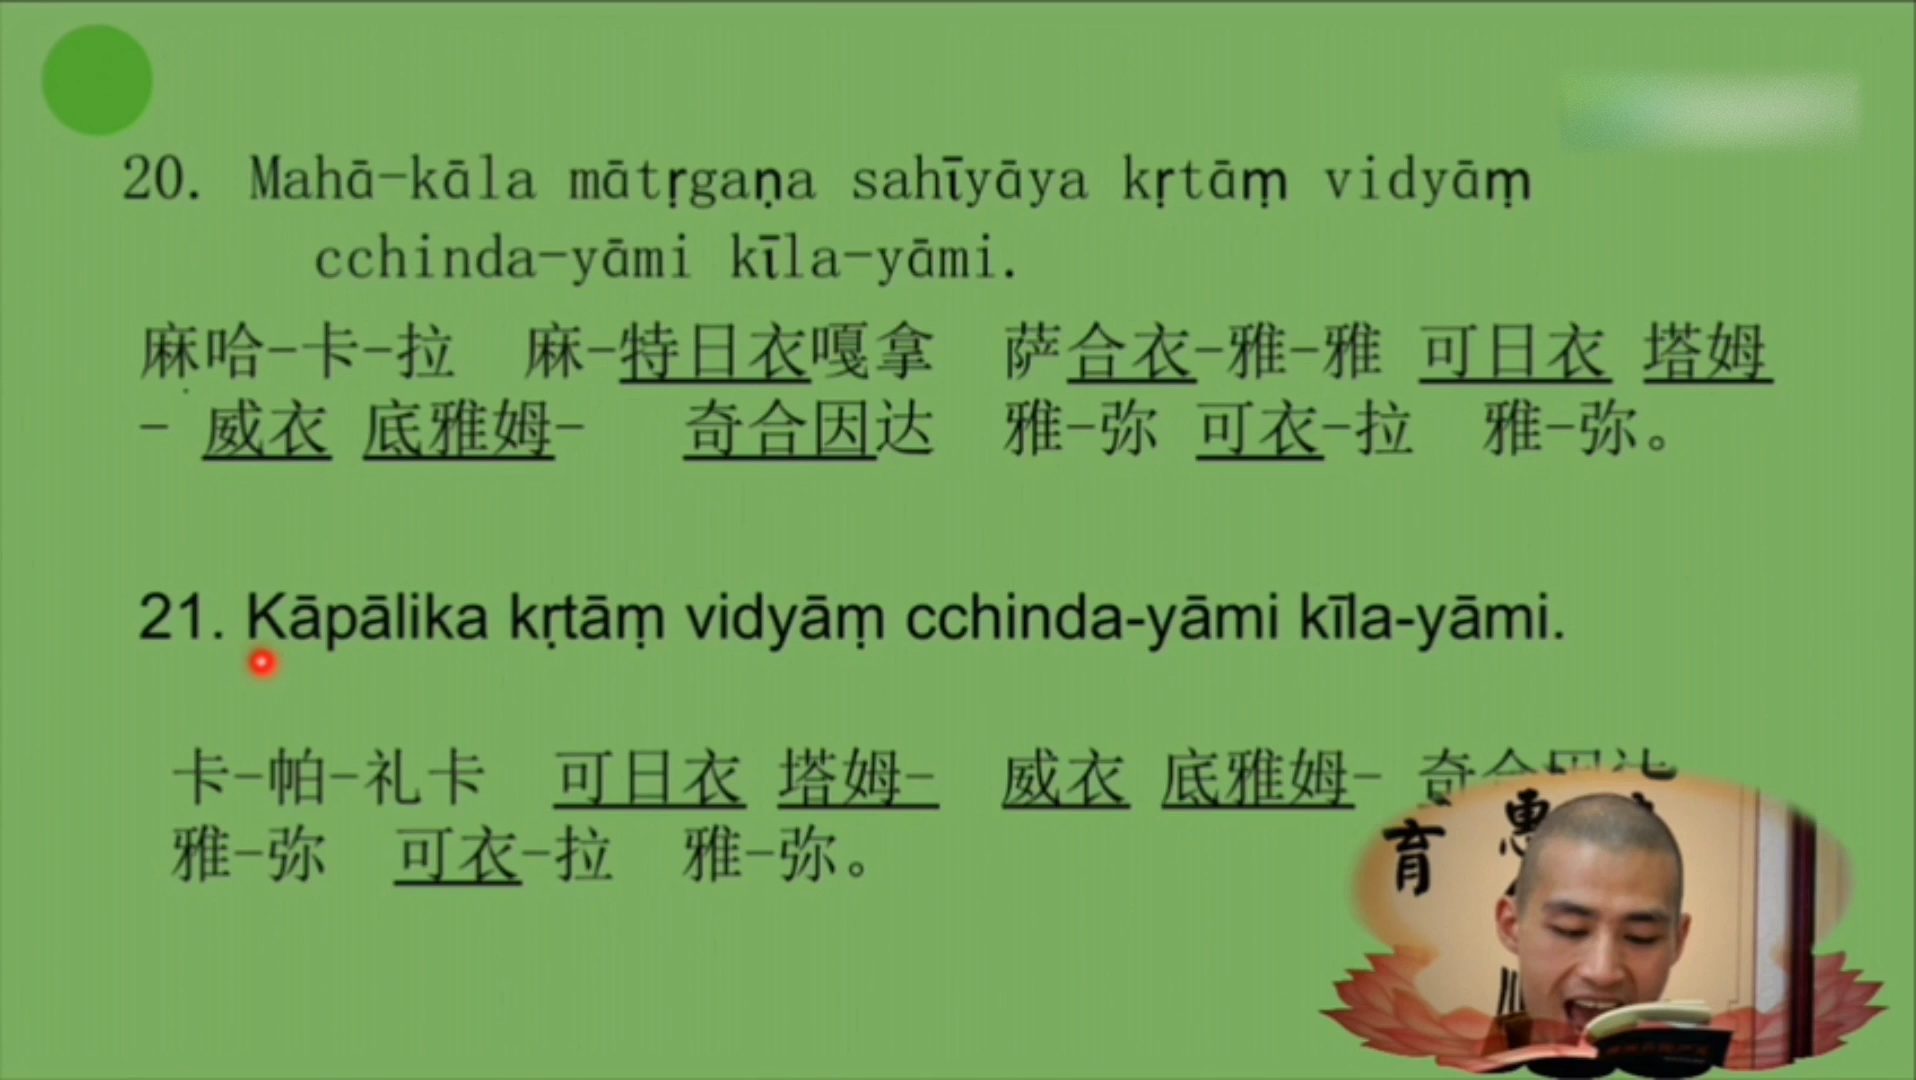 20. Mahā-kāla mātṛgaṇa sahīyāya kṛtāṃ vidyāṃ
cchinda-yāmi kīla-yāmi.
麻哈-卡-拉 麻-特日衣嘎拿 萨合衣-雅-雅 可日衣 塔姆
- 威衣 底雅姆- 奇合因达 雅-弥 可衣-拉 雅-弥。
21. Kāpālika kṛtāṃ vidyāṃ cchinda-yāmi kīla-yāmi.
卡-帕-礼卡 可日衣 塔姆- 威衣 底雅姆- 奇合因达
雅-弥 可衣-拉 雅-弥。
育